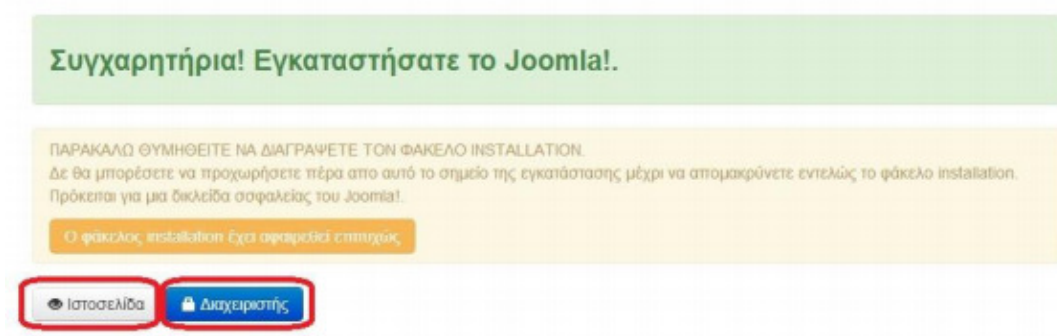 Συγχαρητήρια! Εγκαταστήσατε το Joomla!.
ΠΑΡΑΚΑΛΩ ΘΥΜΗΘΕΙΤΕ ΝΑ ΔΙΑΓΡΑΨΕΤΕ ΤΟΝ ΦΑΚΕΛΟ INSTALLATION.
Δε θα μπορέσετε να προχωρήσετε πέρα απο αυτό το σημείο της εγκατάστασης μέχρι να απομακρύνετε εντελώς το φάκελο installation.
Πρόκειται για μια δικλείδα ασφαλείας του Joomla!.
Ο φάκελος installation έχει αφαιρεθεί επιτυχώς
Ιστοσελίδα
Διαχειριστής